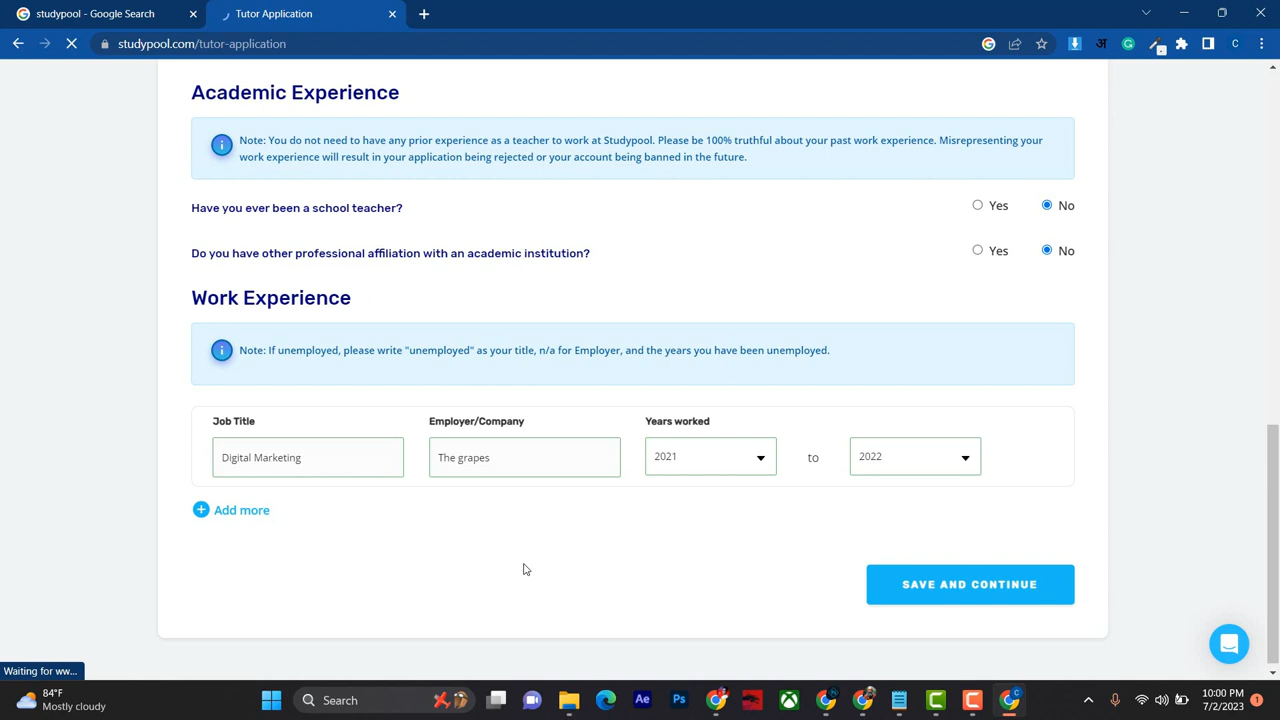 studypool - Google Search
Tutor Application
studypool.com/tutor-application
C
Academic Experience
Note: You do not need to have any prior experience as a teacher to work at Studypool. Please be 100% truthful about your past work experience. Misrepresenting your
work experience will result in your application being rejected or your account being banned in the future.
Have you ever been a school teacher?
Yes
No
Do you have other professional affiliation with an academic institution?
Yes
No
Work Experience
Note: If unemployed, please write "unemployed" as your title, n/a for Employer, and the years you have been unemployed.
Job Title
Employer/Company
Years worked
Digital Marketing
The grapes
2021
to
2022
Add more
SAVE AND CONTINUE
Waiting for ww...
84°F
Mostly cloudy
Search
Ae
Ps
10:00 PM
7/2/2023